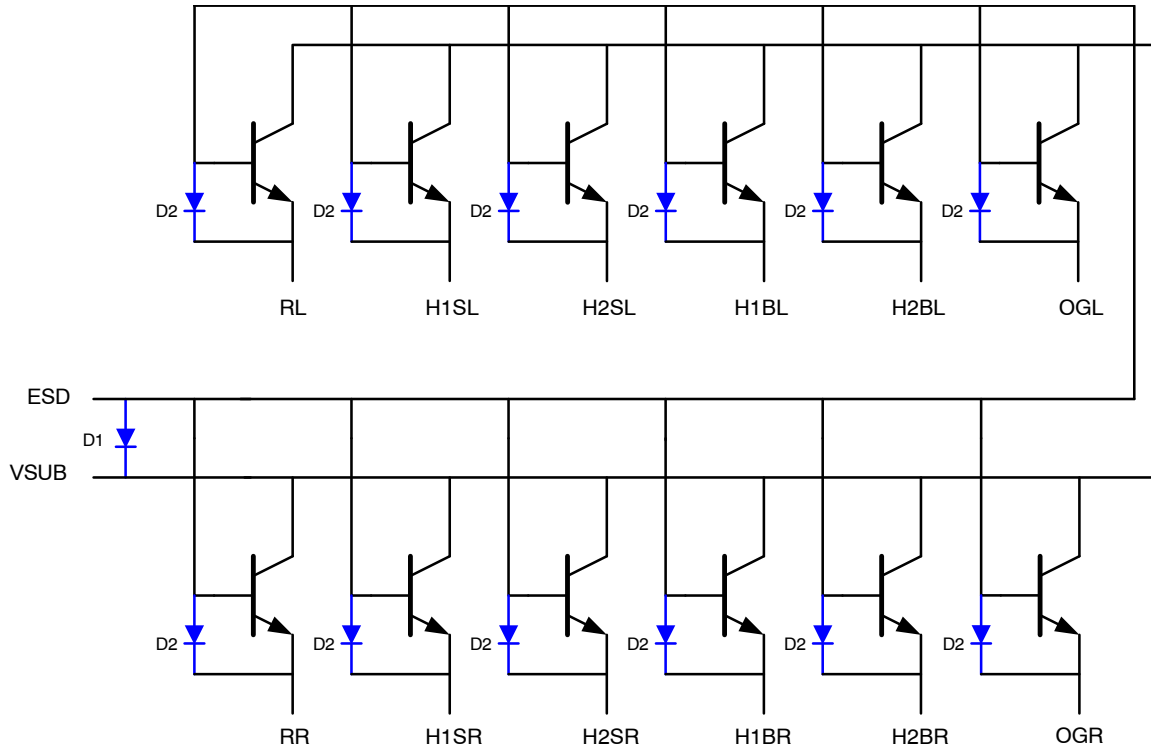 D2 D2 D2 D2 D2 D2
RL H1SL H2SL H1BL H2BL OGL
ESD
D1
VSUB
D2 D2 D2 D2 D2 D2
RR H1SR H2SR H1BR H2BR OGR